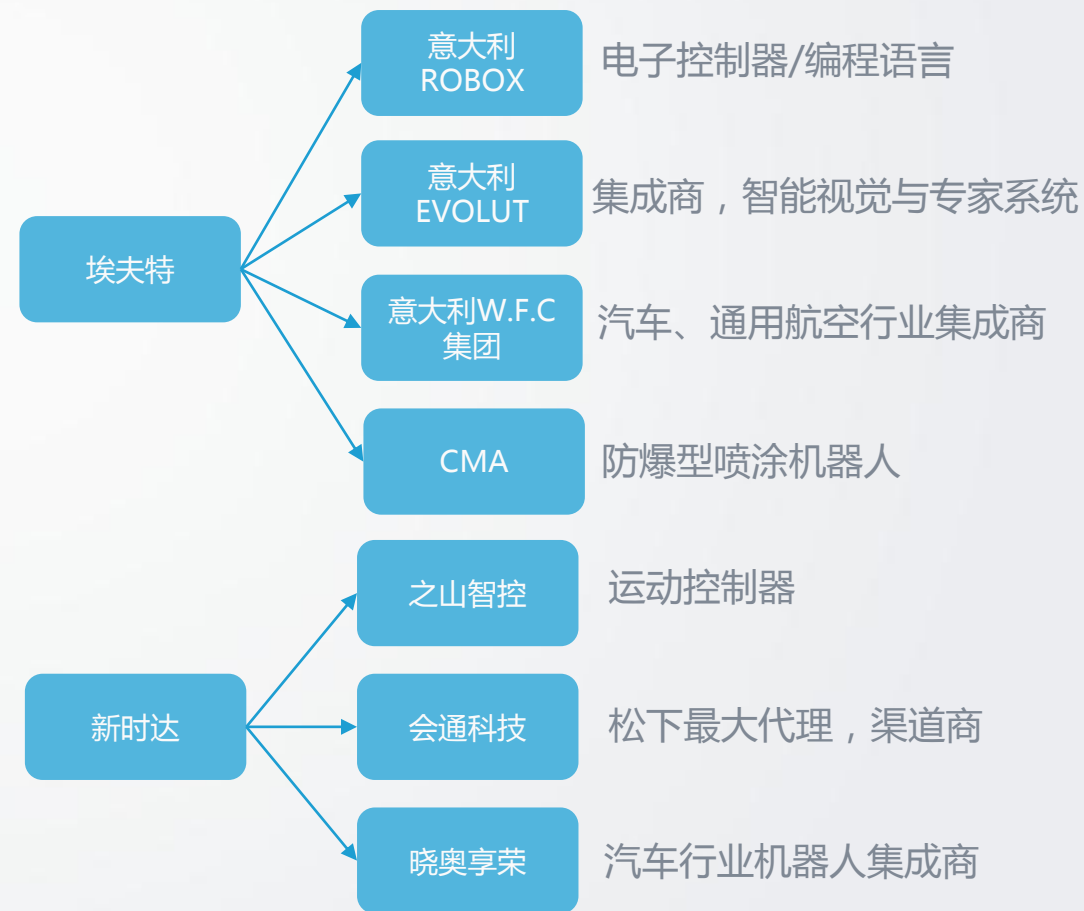 意大利
ROBOX
电子控制器/编程语言
意大利
EVOLUT
集成商，智能视觉与专家系统
埃夫特
意大利W.F.C
集团
汽车、通用航空行业集成商
CMA
防爆型喷涂机器人
之山智控
运动控制器
新时达
会通科技
松下最大代理，渠道商
晓奥享荣
汽车行业机器人集成商